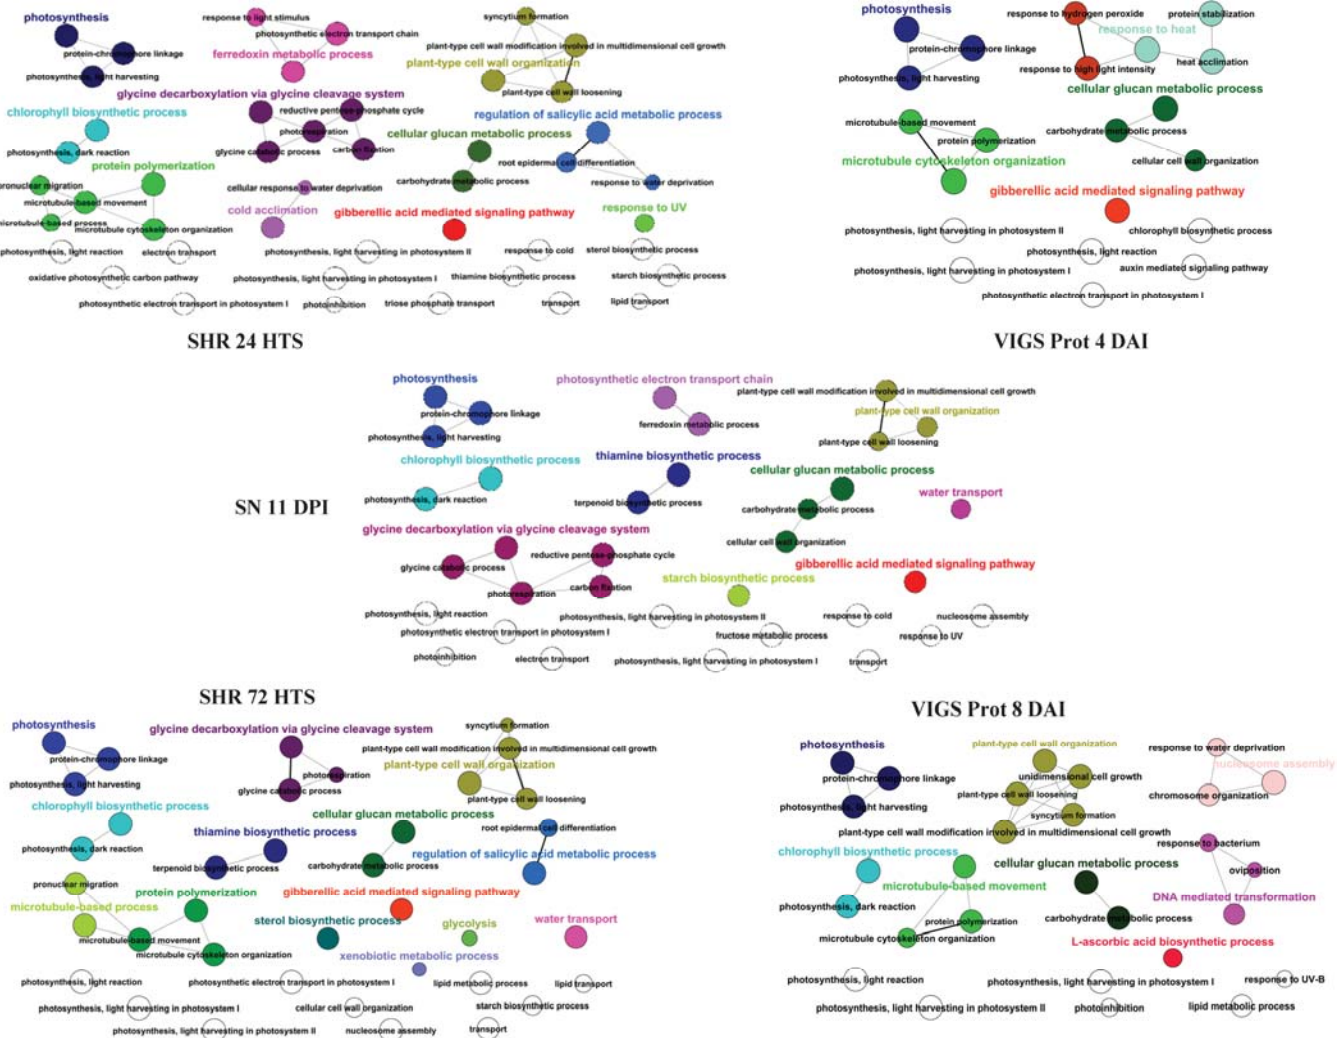 photosynthesis
protein-chromophore linkage
photosynthesis, light harvesting
response to light stimulus
photosynthetic electron transport chain
ferredoxin metabolic process
syncytium formation
plant-type cell wall modification involved in multidimensional cell growth
plant-type cell wall organization
plant-type cell wall loosening
glycine decarboxylation via glycine cleavage system
reductive pentose-phosphate cycle
photorespiration
glycine catabolic process
carbon fixation
chlorophyll biosynthetic process
photosynthesis, dark reaction
regulation of salicylic acid metabolic process
root epidermal cell differentiation
response to water deprivation
cellular glucan metabolic process
carbohydrate metabolic process
protein polymerization
pronuclear migration
microtubule-based movement
microtubule-based process
microtubule cytoskeleton organization
cellular response to water deprivation
cold acclimation
gibberellic acid mediated signaling pathway
response to UV
photosynthesis, light reaction
electron transport
photosynthesis, light harvesting in photosystem II
response to cold
sterol biosynthetic process
oxidative photosynthetic carbon pathway
photosynthesis, light harvesting in photosystem I
thiamine biosynthetic process
starch biosynthetic process
photosynthetic electron transport in photosystem I
photoinhibition
triose phosphate transport
transport
lipid transport
SHR 24 HTS
photosynthesis
protein-chromophore linkage
photosynthesis, light harvesting
response to hydrogen peroxide
protein stabilization
response to heat
response to high light intensity
heat acclimation
cellular glucan metabolic process
carbohydrate metabolic process
cellular cell wall organization
microtubule-based movement
protein polymerization
microtubule cytoskeleton organization
gibberellic acid mediated signaling pathway
photosynthesis, light harvesting in photosystem II
chlorophyll biosynthetic process
photosynthesis, light reaction
photosynthesis, light harvesting in photosystem I
auxin mediated signaling pathway
photosynthetic electron transport in photosystem I
VIGS Prot 4 DAI
SN 11 DPI
photosynthesis
protein-chromophore linkage
photosynthesis, light harvesting
photosynthetic electron transport chain
ferredoxin metabolic process
plant-type cell wall modification involved in multidimensional cell growth
plant-type cell wall organization
plant-type cell wall loosening
chlorophyll biosynthetic process
photosynthesis, dark reaction
thiamine biosynthetic process
terpenoid biosynthetic process
cellular glucan metabolic process
carbohydrate metabolic process
cellular cell wall organization
water transport
glycine decarboxylation via glycine cleavage system
reductive pentose-phosphate cycle
glycine catabolic process
carbon fixation
photorespiration
starch biosynthetic process
gibberellic acid mediated signaling pathway
photosynthesis, light reaction
photosynthesis, light harvesting in photosystem II
response to cold
nucleosome assembly
photosynthetic electron transport in photosystem I
fructose metabolic process
response to UV
photoinhibition
electron transport
photosynthesis, light harvesting in photosystem I
transport
SHR 72 HTS
photosynthesis
protein-chromophore linkage
photosynthesis, light harvesting
glycine decarboxylation via glycine cleavage system
photorespiration
glycine catabolic process
syncytium formation
plant-type cell wall modification involved in multidimensional cell growth
plant-type cell wall organization
plant-type cell wall loosening
chlorophyll biosynthetic process
photosynthesis, dark reaction
thiamine biosynthetic process
terpenoid biosynthetic process
cellular glucan metabolic process
carbohydrate metabolic process
root epidermal cell differentiation
regulation of salicylic acid metabolic process
pronuclear migration
protein polymerization
microtubule-based process
microtubule-based movement
microtubule cytoskeleton organization
gibberellic acid mediated signaling pathway
sterol biosynthetic process
glycolysis
water transport
xenobiotic metabolic process
photosynthesis, light reaction
photosynthetic electron transport in photosystem I
lipid metabolic process
lipid transport
photosynthesis, light harvesting in photosystem I
cellular cell wall organization
starch biosynthetic process
photosynthesis, light harvesting in photosystem II
nucleosome assembly
transport
VIGS Prot 8 DAI
photosynthesis
protein-chromophore linkage
photosynthesis, light harvesting
plant-type cell wall organization
unidimensional cell growth
plant-type cell wall loosening
syncytium formation
plant-type cell wall modification involved in multidimensional cell growth
response to water deprivation
nucleosome assembly
chromosome organization
chlorophyll biosynthetic process
photosynthesis, dark reaction
microtubule-based movement
protein polymerization
microtubule cytoskeleton organization
cellular glucan metabolic process
carbohydrate metabolic process
response to bacterium
oviposition
DNA mediated transformation
L-ascorbic acid biosynthetic process
photosynthesis, light reaction
photosynthesis, light harvesting in photosystem I
response to UV-B
photosynthesis, light harvesting in photosystem II
photoinhibition
lipid metabolic process